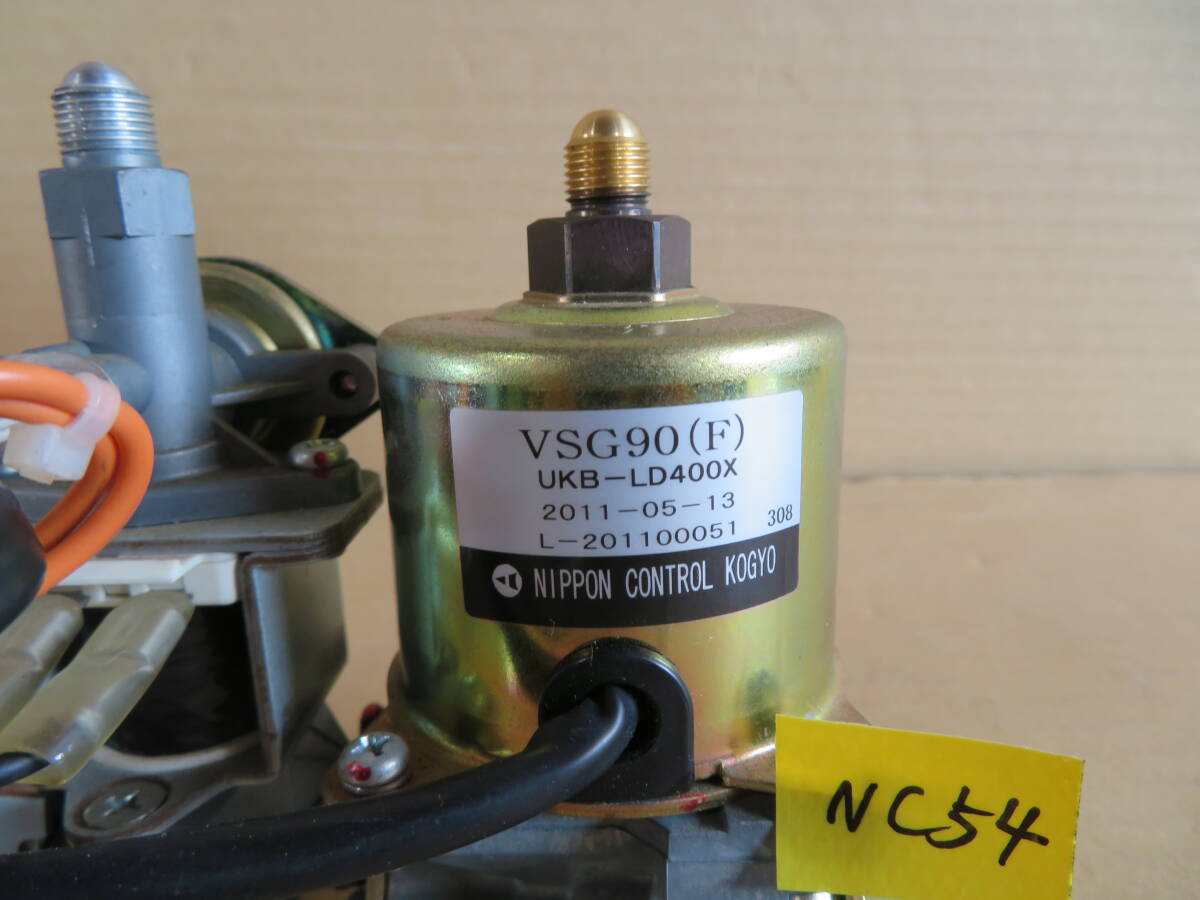 VSG90(F)
UKB-LD400X
2011-05-13
L-201100051 308
NIPPON CONTROL KOGYO
NC54